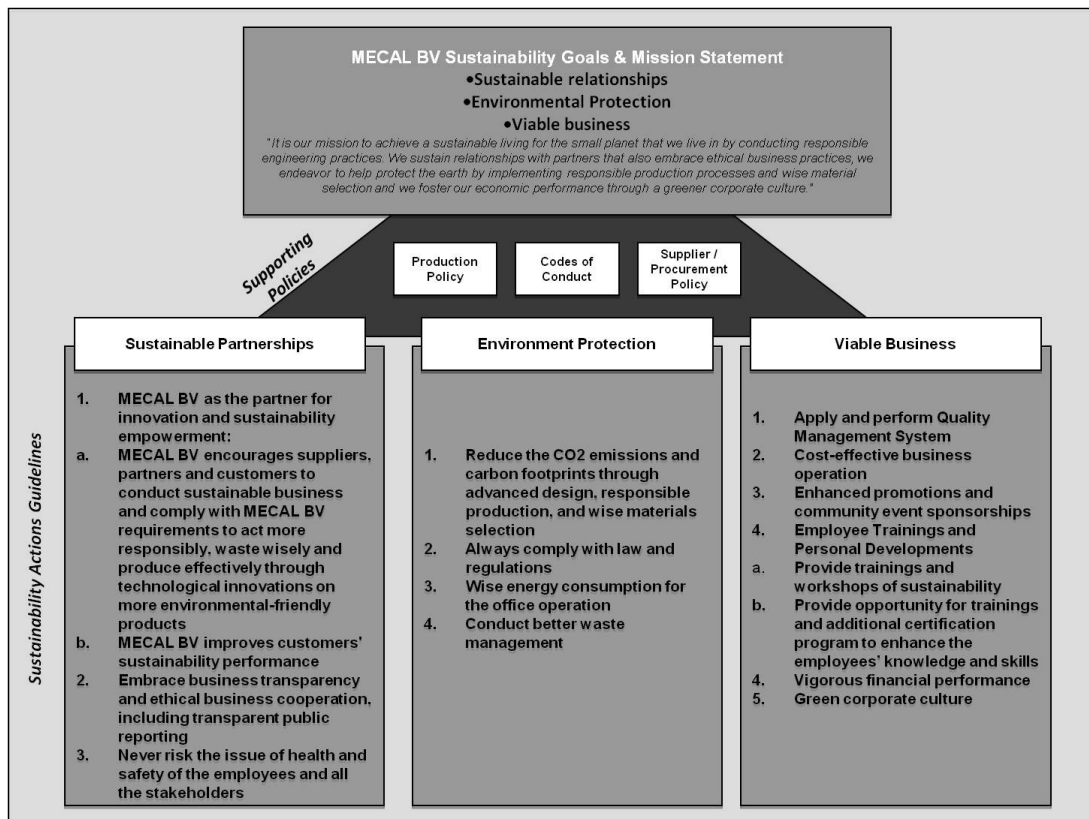 MECAL BV Sustainability Goals & Mission Statement
•Sustainable relationships
•Environmental Protection
•Viable business
"It is our mission to achieve a sustainable living for the small planet that we live in by conducting responsible
engineering practices. We sustain relationships with partners that also embrace ethical business practices, we
endeavor to help protect the earth by implementing responsible production processes and wise material
selection and we foster our economic performance through a greener corporate culture."
Supporting
Policies
Production
Policy
Codes of
Conduct
Supplier /
Procurement
Policy
Sustainability Actions Guidelines
Sustainable Partnerships
1. MECAL BV as the partner for
innovation and sustainability
empowerment:
a. MECAL BV encourages suppliers,
partners and customers to
conduct sustainable business
and comply with MECAL BV
requirements to act more
responsibly, waste wisely and
produce effectively through
technological innovations on
more environmental-friendly
products
b. MECAL BV improves customers'
sustainability performance
2. Embrace business transparency
and ethical business cooperation,
including transparent public
reporting
3. Never risk the issue of health and
safety of the employees and all
the stakeholders
Environment Protection
1. Reduce the CO2 emissions and
carbon footprints through
advanced design, responsible
production, and wise materials
selection
2. Always comply with law and
regulations
3. Wise energy consumption for
the office operation
4. Conduct better waste
management
Viable Business
1. Apply and perform Quality
Management System
2. Cost-effective business
operation
3. Enhanced promotions and
community event sponsorships
4. Employee Trainings and
Personal Developments
a. Provide trainings and
workshops of sustainability
b. Provide opportunity for trainings
and additional certification
program to enhance the
employees' knowledge and skills
4. Vigorous financial performance
5. Green corporate culture